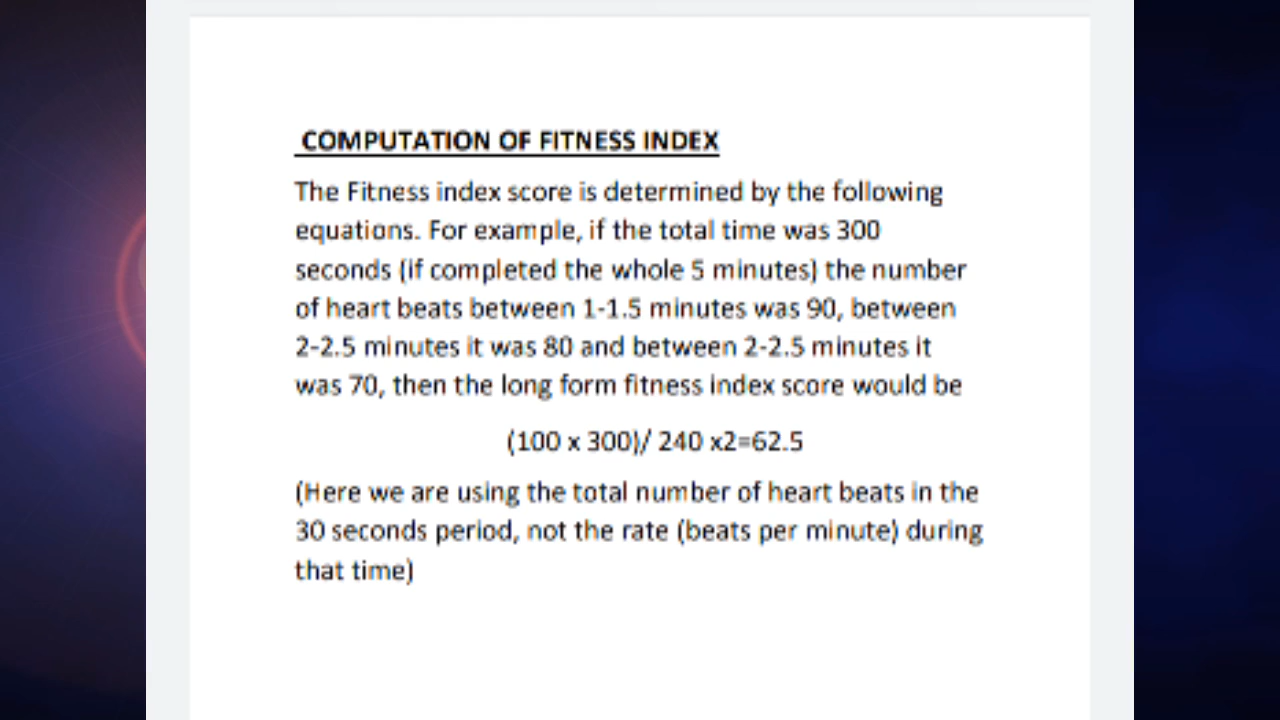 COMPUTATION OF FITNESS INDEX
The Fitness index score is determined by the following
equations. For example, if the total time was 300
seconds (if completed the whole 5 minutes) the number
of heart beats between 1-1.5 minutes was 90, between
2-2.5 minutes it was 80 and between 2-2.5 minutes it
was 70, then the long form fitness index score would be
(100 x 300)/ 240 x2=62.5
(Here we are using the total number of heart beats in the
30 seconds period, not the rate (beats per minute) during
that time)